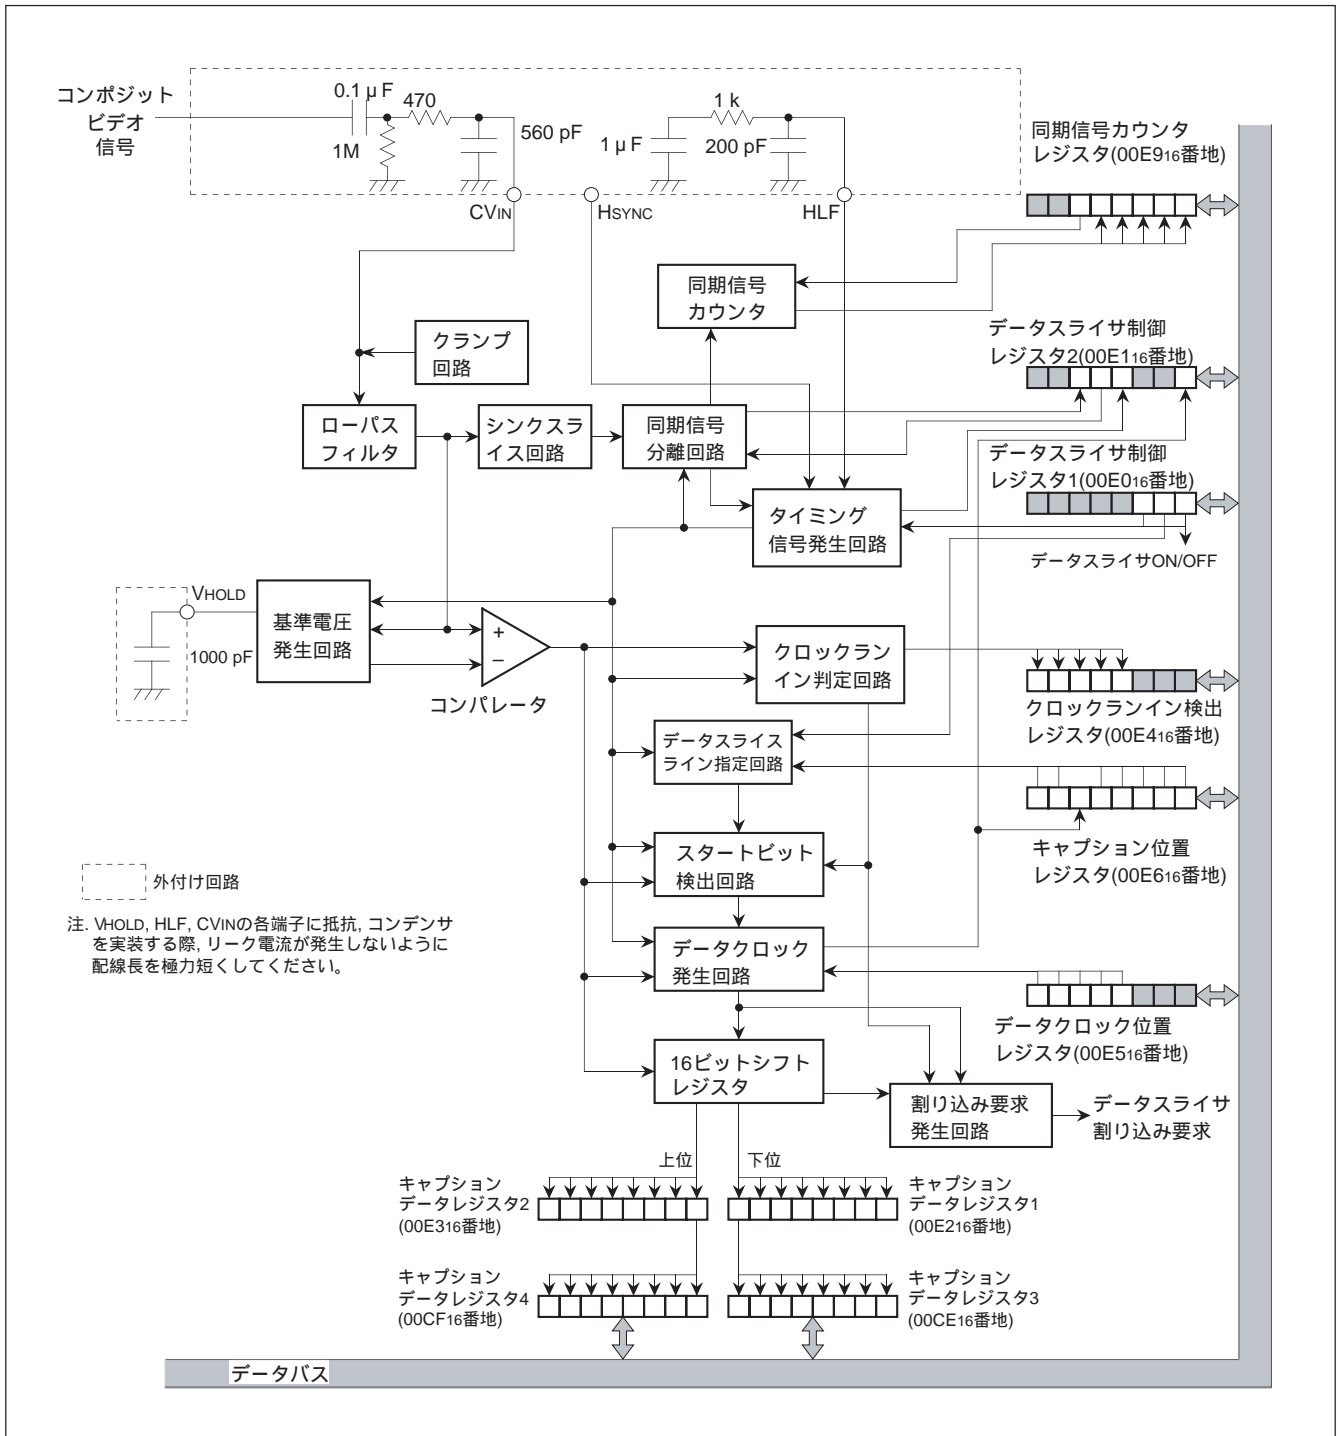 コンポジット
ビデオ
信号
0.1 μ F
470
1M
560 pF
1 k
1 μ F
200 pF
CVIN
HSYNC
HLF
同期信号カウンタ
レジスタ(00E916番地)
同期信号
カウンタ
クランプ
回路
データスライサ制御
レジスタ2(00E116番地)
ローパス
フィルタ
シンクスラ
イス回路
同期信号
分離回路
データスライサ制御
レジスタ1(00E016番地)
タイミング
信号発生回路
データスライサON/OFF
VHOLD
1000 pF
基準電圧
発生回路
+
−
コンパレータ
クロックラン
イン判定回路
クロックランイン検出
レジスタ(00E416番地)
データスライス
ライン指定回路
スタートビット
検出回路
キャプション位置
レジスタ(00E616番地)
外付け回路
注. VHOLD, HLF, CVINの各端子に抵抗, コンデンサ
を実装する際, リーク電流が発生しないように
配線長を極力短くしてください。
データクロック
発生回路
データクロック位置
レジスタ(00E516番地)
16ビットシフト
レジスタ
割り込み要求
発生回路
データスライサ
割り込み要求
上位
下位
キャプション
データレジスタ2
(00E316番地)
キャプション
データレジスタ1
(00E216番地)
キャプション
データレジスタ4
(00CF16番地)
キャプション
データレジスタ3
(00CE16番地)
データバス